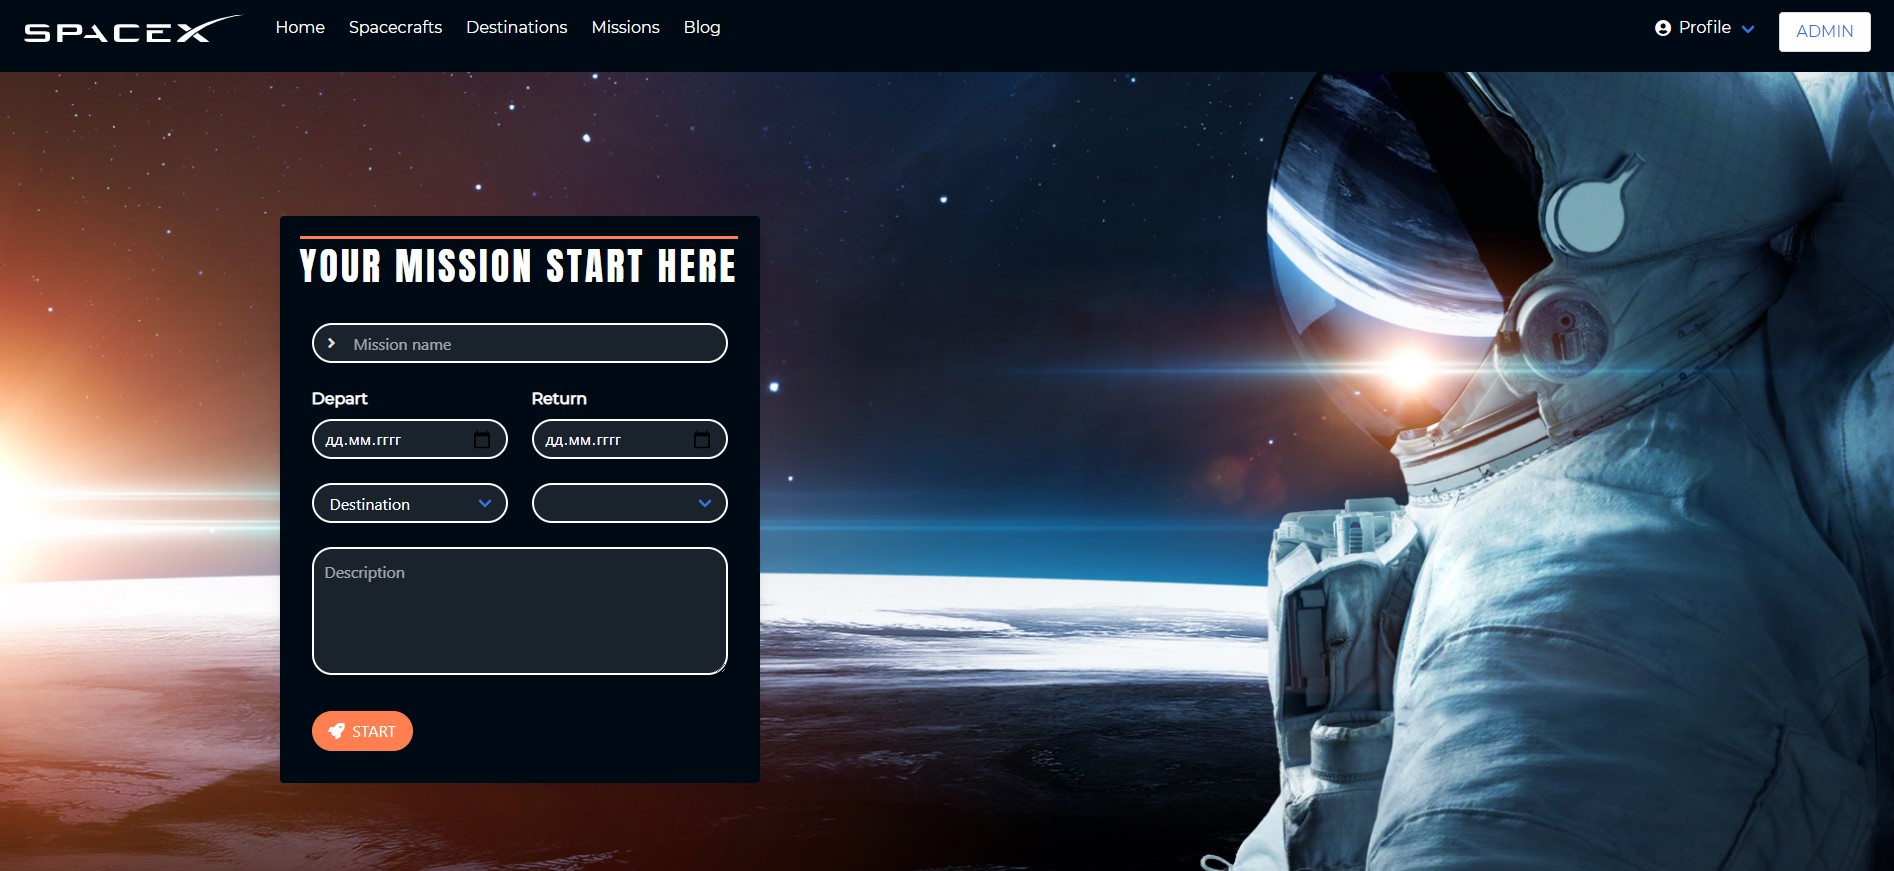 SPACEX Home Spacecrafts Destinations Missions Blog Profile ADMIN
YOUR MISSION START HERE
Mission name
Depart Return
дд.мм.гггг дд.мм.гггг
Destination
Description
START